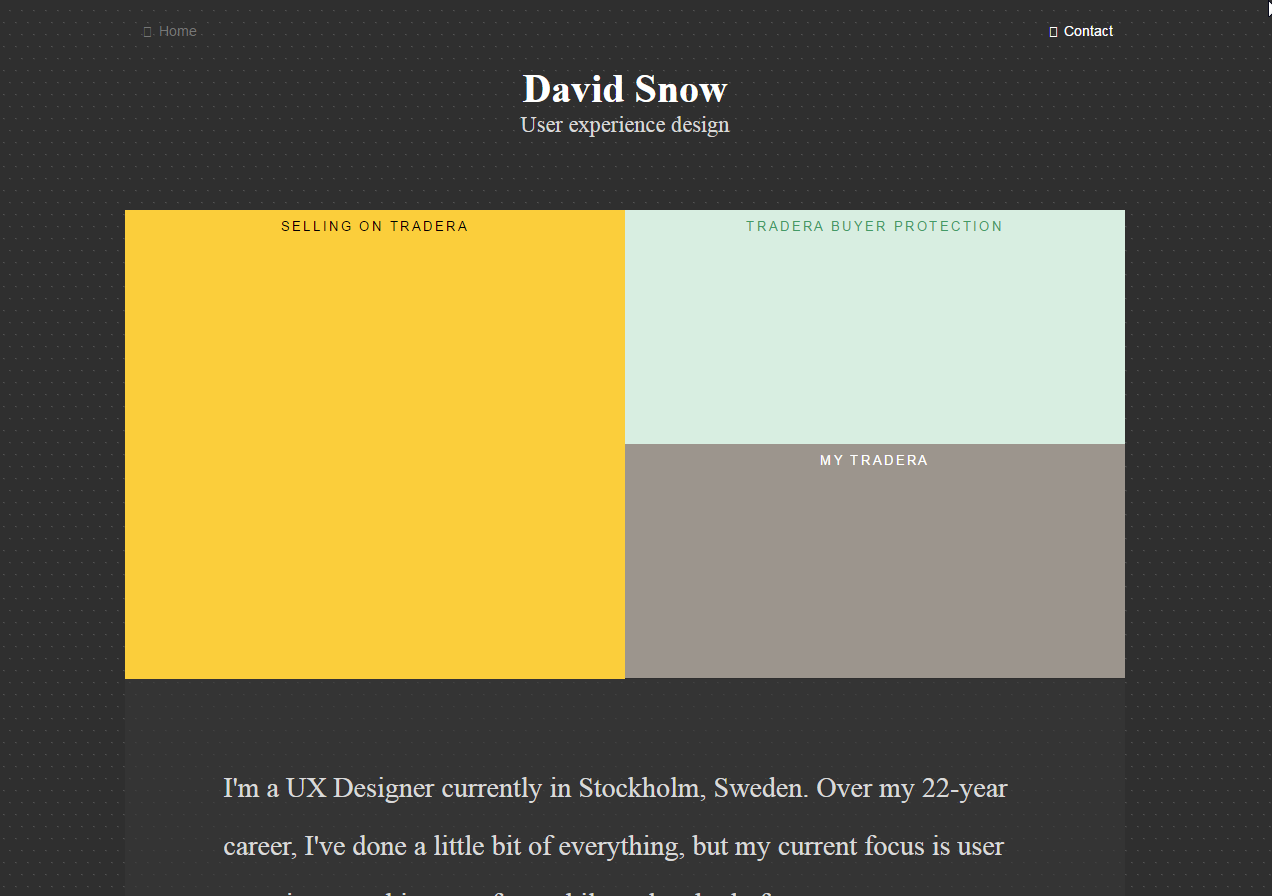 Home
Contact
David Snow
User experience design
SELLING ON TRADERA
TRADERA BUYER PROTECTION
MY TRADERA
I'm a UX Designer currently in Stockholm, Sweden. Over my 22-year
career, I've done a little bit of everything, but my current focus is user